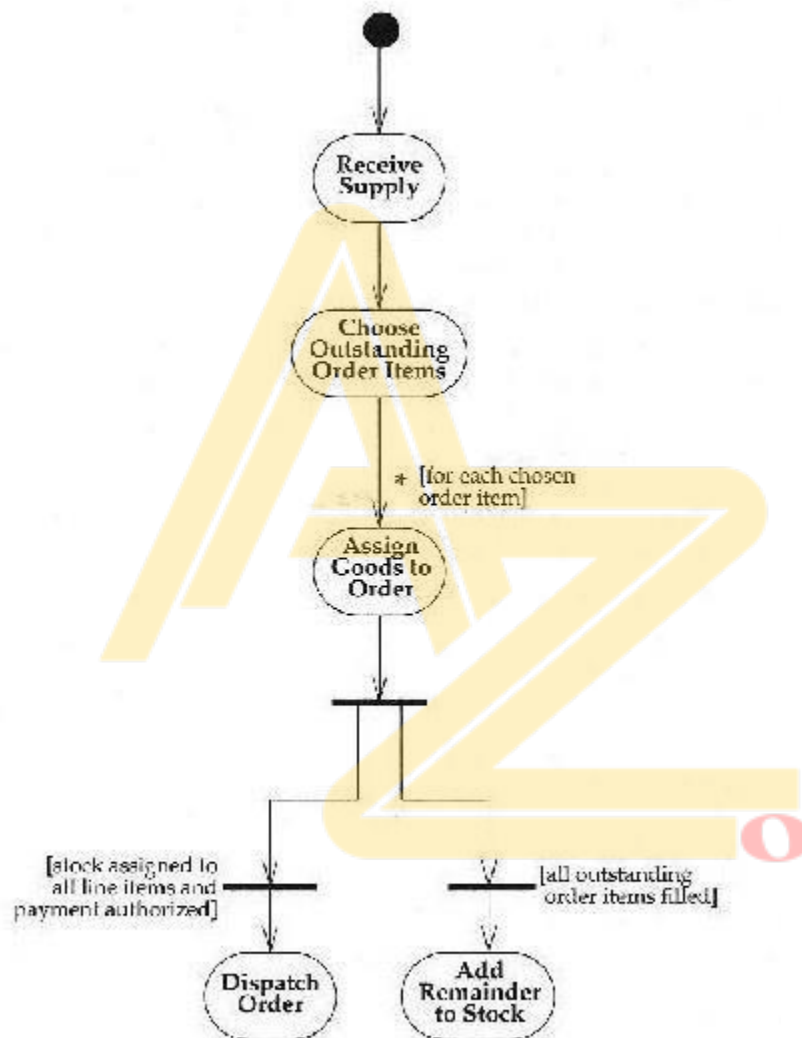 Receive
Supply
Choose
Outstanding
Order Items
* [for each chosen
order item]
Assign
Goods to
Order
[stock assigned to
all line items and
payment authorized]
[all outstanding
order items filled]
Dispatch
Order
Add
Remainder
to Stock
AZ
o